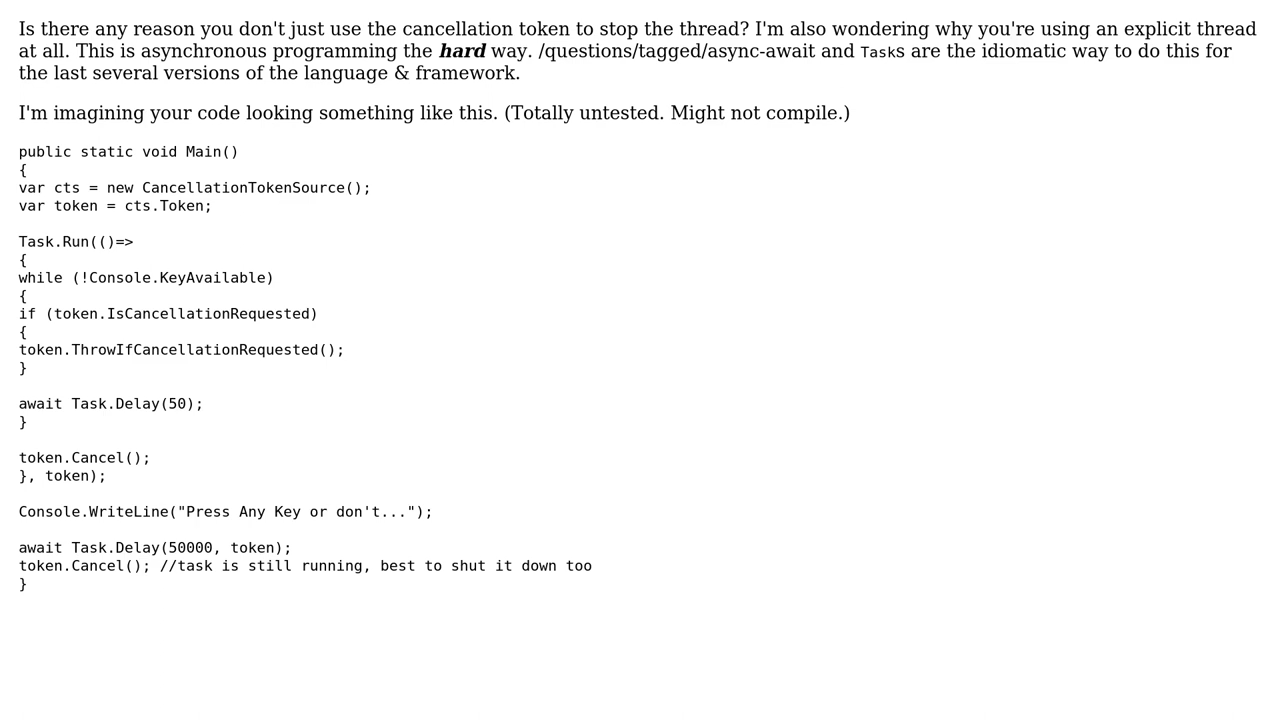 Is there any reason you don't just use the cancellation token to stop the thread? I'm also wondering why you're using an explicit thread
at all. This is asynchronous programming the hard way. /questions/tagged/async-await and Tasks are the idiomatic way to do this for
the last several versions of the language & framework.
I'm imagining your code looking something like this. (Totally untested. Might not compile.)
public static void Main()
{
var cts = new CancellationTokenSource();
var token = cts.Token;
Task.Run(()=>
{
while (!Console.KeyAvailable)
{
if (token.IsCancellationRequested)
{
token.ThrowIfCancellationRequested();
}
await Task.Delay(50);
}
token.Cancel();
}, token);
Console.WriteLine("Press Any Key or don't...");
await Task.Delay(50000, token);
token.Cancel(); //task is still running, best to shut it down too
}